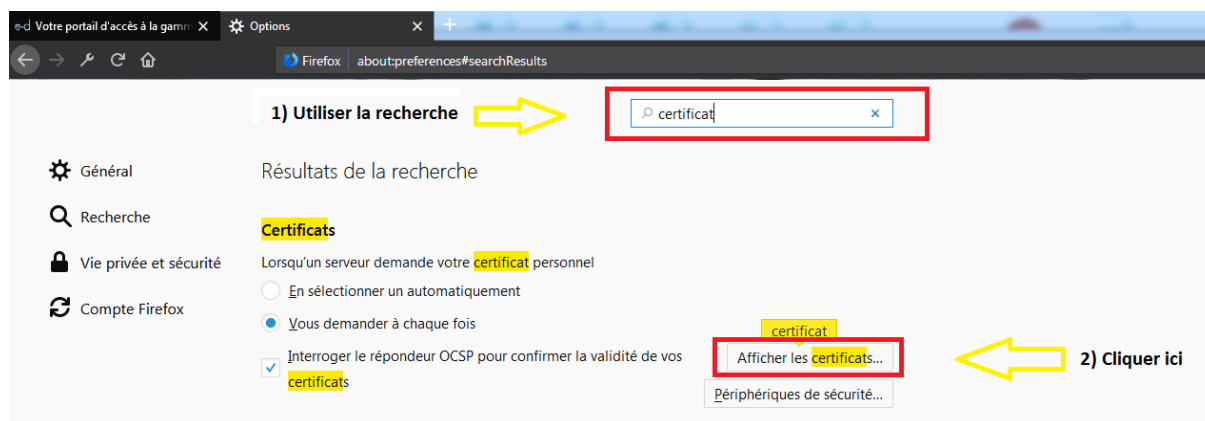 e-d Votre portail d'accès à la gamm
Options
Firefox about:preferences#searchResults
1) Utiliser la recherche
certificat
Général
Résultats de la recherche
Recherche
Certificats
Vie privée et sécurité
Lorsqu'un serveur demande votre certificat personnel
En sélectionner un automatiquement
Compte Firefox
Vous demander à chaque fois
certificat
Interroger le répondeur OCSP pour confirmer la validité de vos
certificats
Afficher les certificats...
2) Cliquer ici
Périphériques de sécurité...